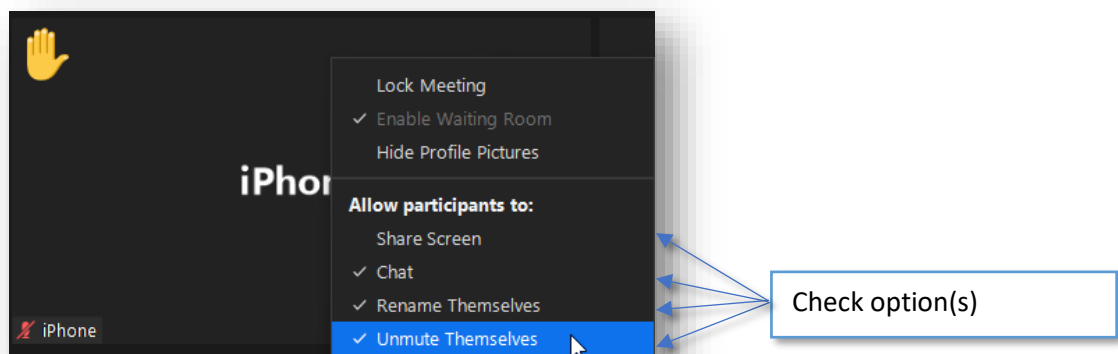 Lock Meeting
Enable Waiting Room
Hide Profile Pictures
iPhon
Allow participants to:
Share Screen
Chat
Rename Themselves
Unmute Themselves
iPhone
Check option(s)